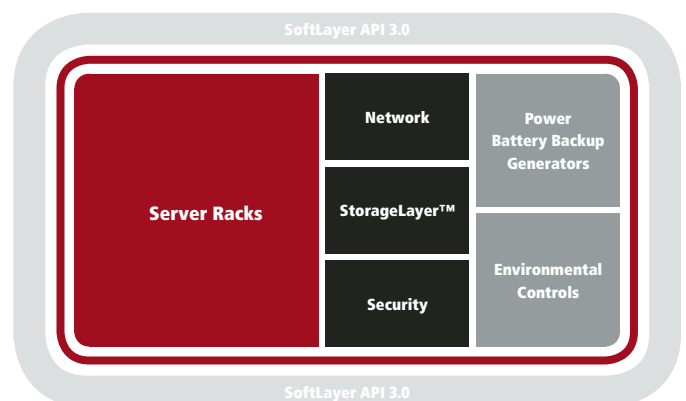 SoftLayer API 3.0
Server Racks
Network
StorageLayer™
Security
Power
Battery Backup
Generators
Environmental
Controls
SoftLayer API 3.0